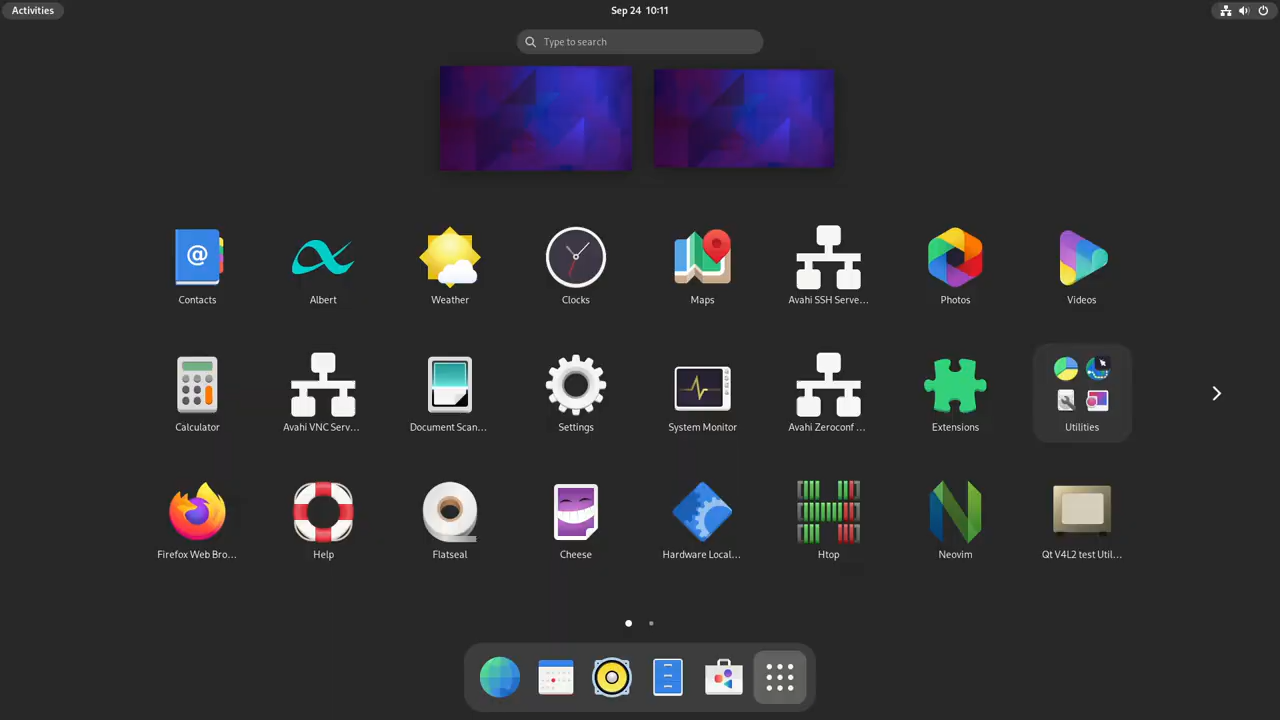 Activities
Sep 24 10:11
Type to search
Contacts
Albert
Weather
Clocks
Maps
Avahi SSH Serve...
Photos
Videos
Calculator
Avahi VNC Serv...
Document Scan...
Settings
System Monitor
Avahi Zeroconf ...
Extensions
Utilities
Firefox Web Bro...
Help
Flatseal
Cheese
Hardware Local...
Htop
Neovim
Qt V4L2 test Util...